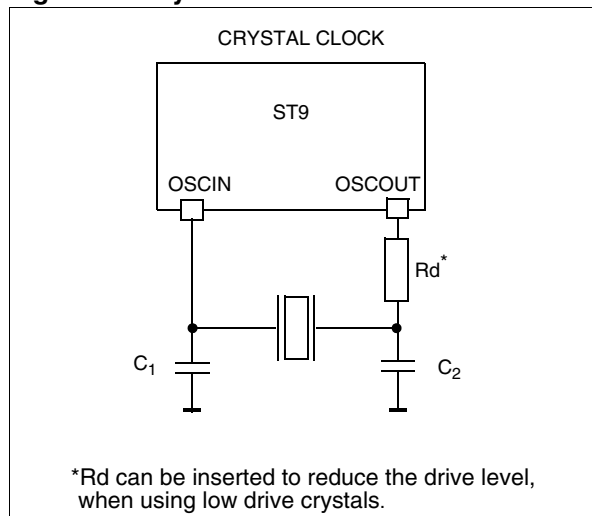 CRYSTAL CLOCK
ST9
OSCIN
OSCOUT
Rd*
C1
C2
*Rd can be inserted to reduce the drive level,
when using low drive crystals.